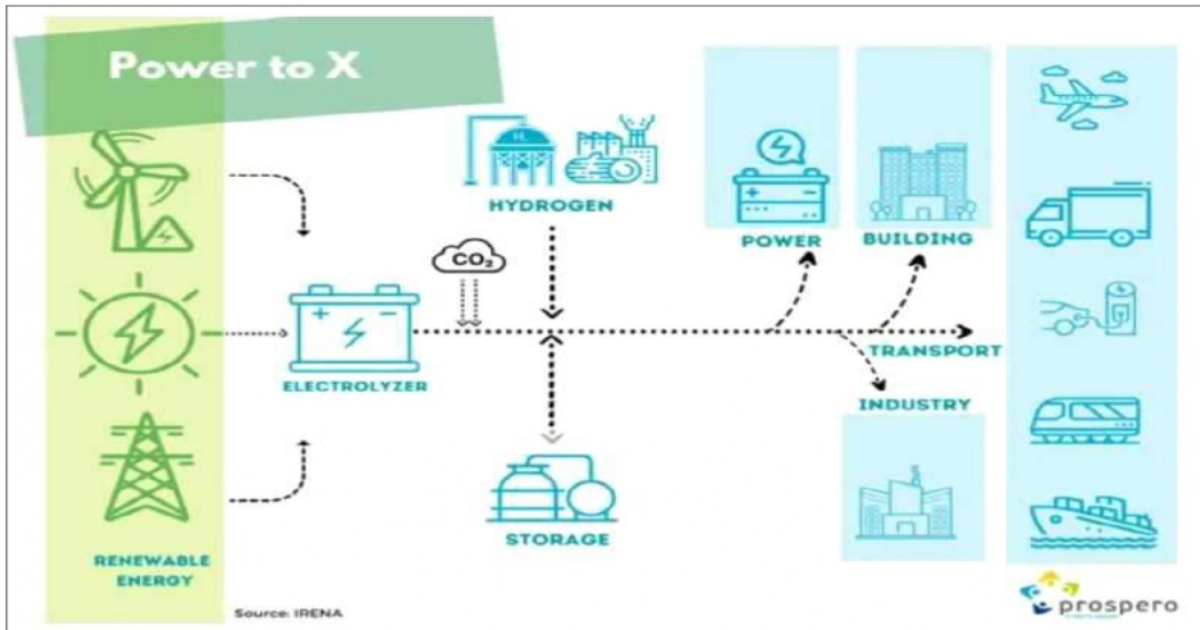 Power to X
HYDROGEN
CO₂
POWER
BUILDING
ELECTROLYZER
TRANSPORT
INDUSTRY
STORAGE
RENEWABLE
ENERGY
Source: IRENA
prospero